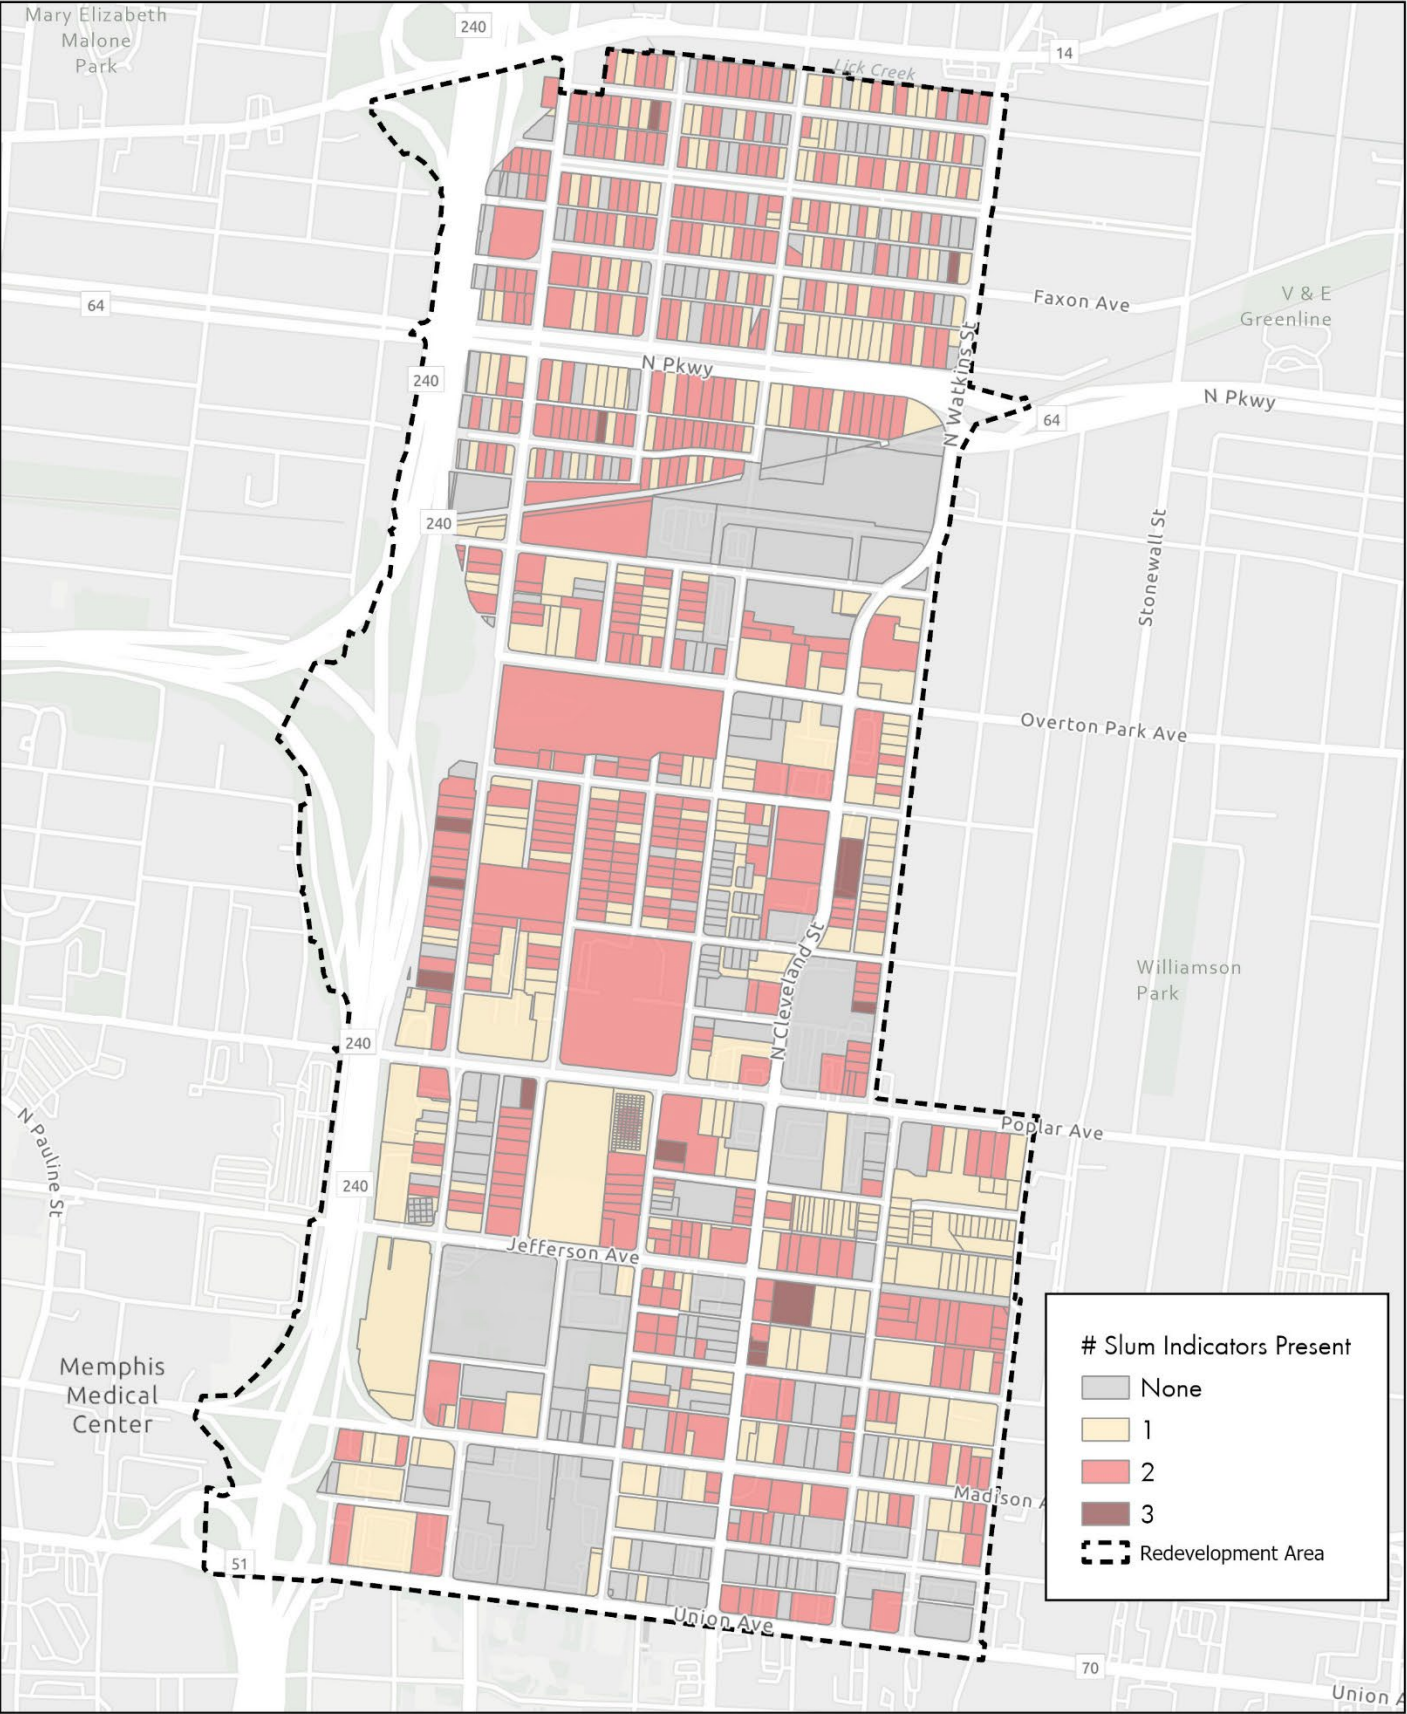 Mary Elizabeth
Malone
Park
240
14
Lick Creek
64
Faxon Ave
V & E
Greenline
N Pkwy
240
N Watkins St
64
N Pkwy
240
Stonewall St
Overton Park Ave
Williamson
Park
N Cleveland St
240
N Pauline St
Poplar Ave
240
Jefferson Ave
Memphis
Medical
Center
# Slum Indicators Present
None
1
2
3
Redevelopment Area
Madison A
51
Union Ave
70
Union A